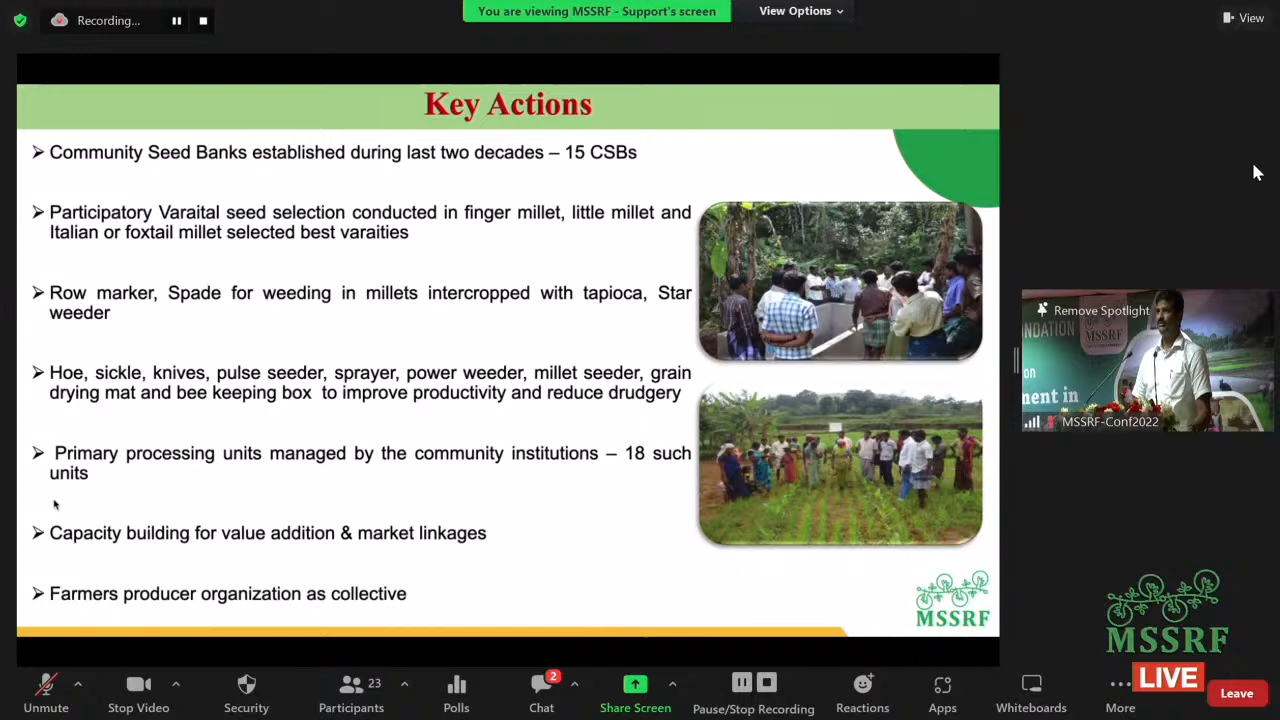 Recording...
You are viewing MSSRF - Support's screen
View Options
View
Key Actions
Community Seed Banks established during last two decades – 15 CSBs
Participatory Varaital seed selection conducted in finger millet, little millet and
Italian or foxtail millet selected best varaities
Row marker, Spade for weeding in millets intercropped with tapioca, Star
weeder
Hoe, sickle, knives, pulse seeder, sprayer, power weeder, millet seeder, grain
drying mat and bee keeping box to improve productivity and reduce drudgery
Primary processing units managed by the community institutions – 18 such
units
Capacity building for value addition & market linkages
Farmers producer organization as collective
MSSRF
Remove Spotlight
NDATION
MSSRF
on
ment in
MSSRF-Conf2022
MSSRF
LIVE
Unmute
Stop Video
Security
23
Participants
Polls
2
Chat
Share Screen
Pause/Stop Recording
Reactions
Apps
Whiteboards
More
Leave